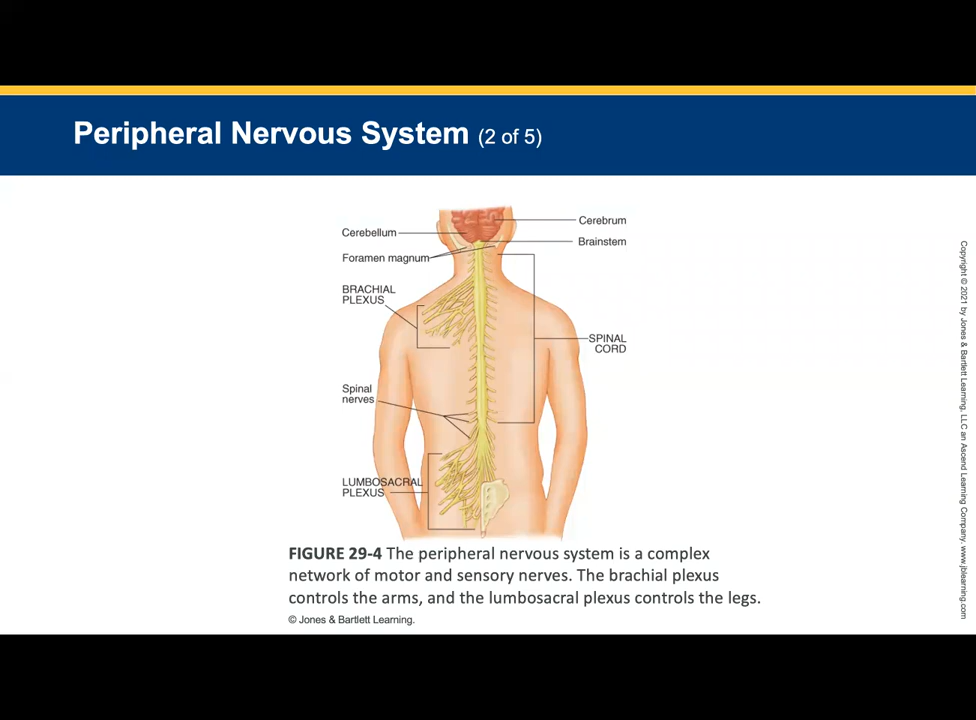 Peripheral Nervous System (2 of 5)
Cerebrum
Cerebellum
Brainstem
Foramen magnum
BRACHIAL
PLEXUS
SPINAL
CORD
Spinal
nerves
LUMBOSACRAL
PLEXUS
FIGURE 29-4 The peripheral nervous system is a complex
network of motor and sensory nerves. The brachial plexus
controls the arms, and the lumbosacral plexus controls the legs.
© Jones & Bartlett Learning.
Copyright © 2021 by Jones & Bartlett Learning, LLC an Ascend Learning Company. www.jblearning.com